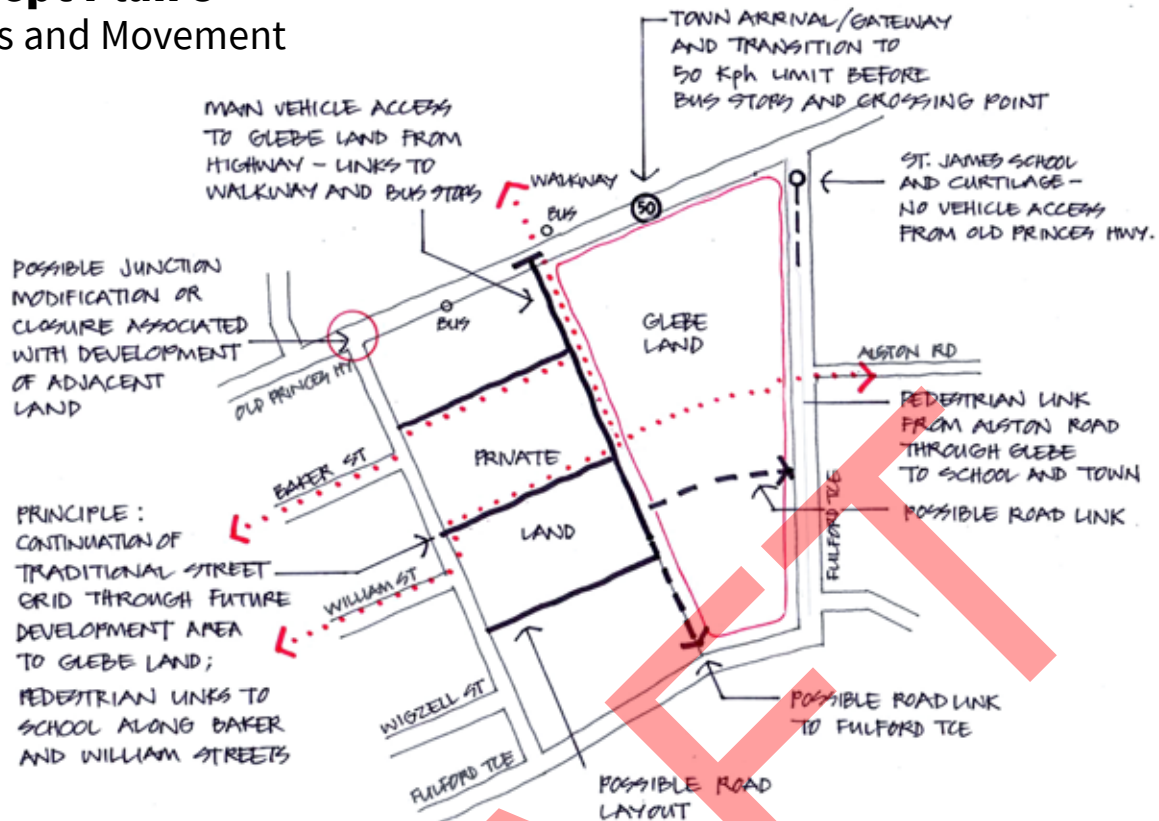 s and Movement
TOWN ARRIVAL/GATEWAY
AND TRANSITION TO
50 Kph LIMIT BEFORE
BUS STOPS AND CROSSING POINT
MAIN VEHICLE ACCESS
TO GLEBE LAND FROM
HIGHWAY - LINKS TO
WALKWAY AND BUS STOPS
WALKWAY
BUS
50
ST. JAMES SCHOOL
AND CURTILAGE -
NO VEHICLE ACCESS
FROM OLD PRINCES HWY.
POSSIBLE JUNCTION
MODIFICATION OR
CLOSURE ASSOCIATED
WITH DEVELOPMENT
OF ADJACENT
LAND
BUS
OLD PRINCES HY
GLEBE
LAND
ALSTON RD
PEDESTRIAN LINK
FROM ALSTON ROAD
THROUGH GLEBE
TO SCHOOL AND TOWN
PRIVATE
LAND
BAKER ST
POSSIBLE ROAD LINK
FULFORD TCE
PRINCIPLE:
CONTINUATION OF
TRADITIONAL STREET
GRID THROUGH FUTURE
DEVELOPMENT AREA
TO GLEBE LAND;
PEDESTRIAN LINKS TO
SCHOOL ALONG BAKER
AND WILLIAM STREETS
WILLIAM ST
WIGZELL ST
FULFORD TCE
POSSIBLE ROAD LINK
TO FULFORD TCE
POSSIBLE ROAD
LAYOUT